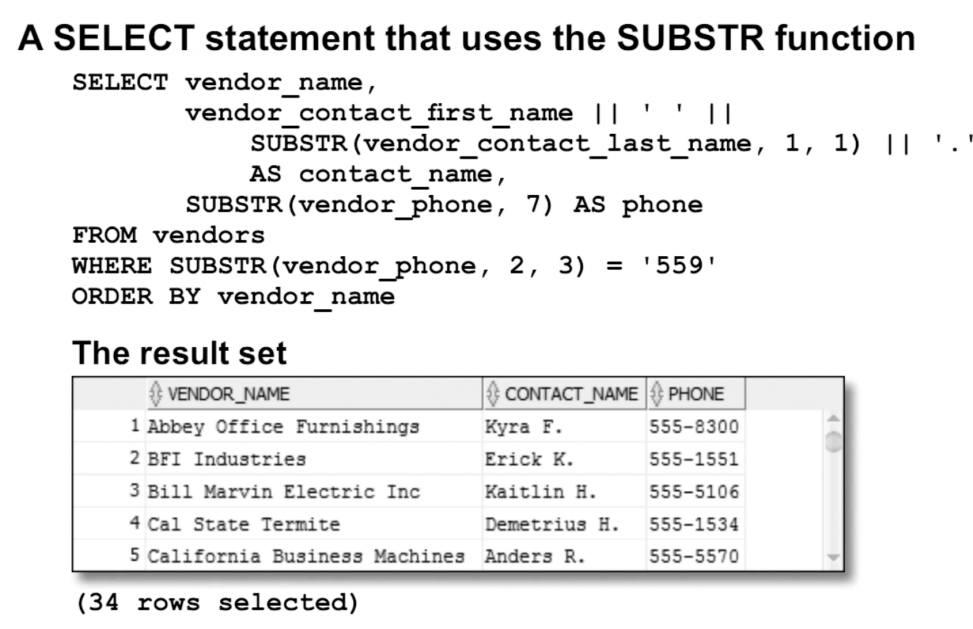 A SELECT statement that uses the SUBSTR function
SELECT vendor_name,
vendor_contact_first_name || ' ' ||
SUBSTR(vendor_contact_last_name, 1, 1) || '.'
AS contact_name,
SUBSTR(vendor_phone, 7) AS phone
FROM vendors
WHERE SUBSTR(vendor_phone, 2, 3) = '559'
ORDER BY vendor_name
The result set
VENDOR_NAME CONTACT_NAME PHONE
1 Abbey Office Furnishings Kyra F. 555-8300
2 BFI Industries Erick K. 555-1551
3 Bill Marvin Electric Inc Kaitlin H. 555-5106
4 Cal State Termite Demetrius H. 555-1534
5 California Business Machines Anders R. 555-5570
(34 rows selected)